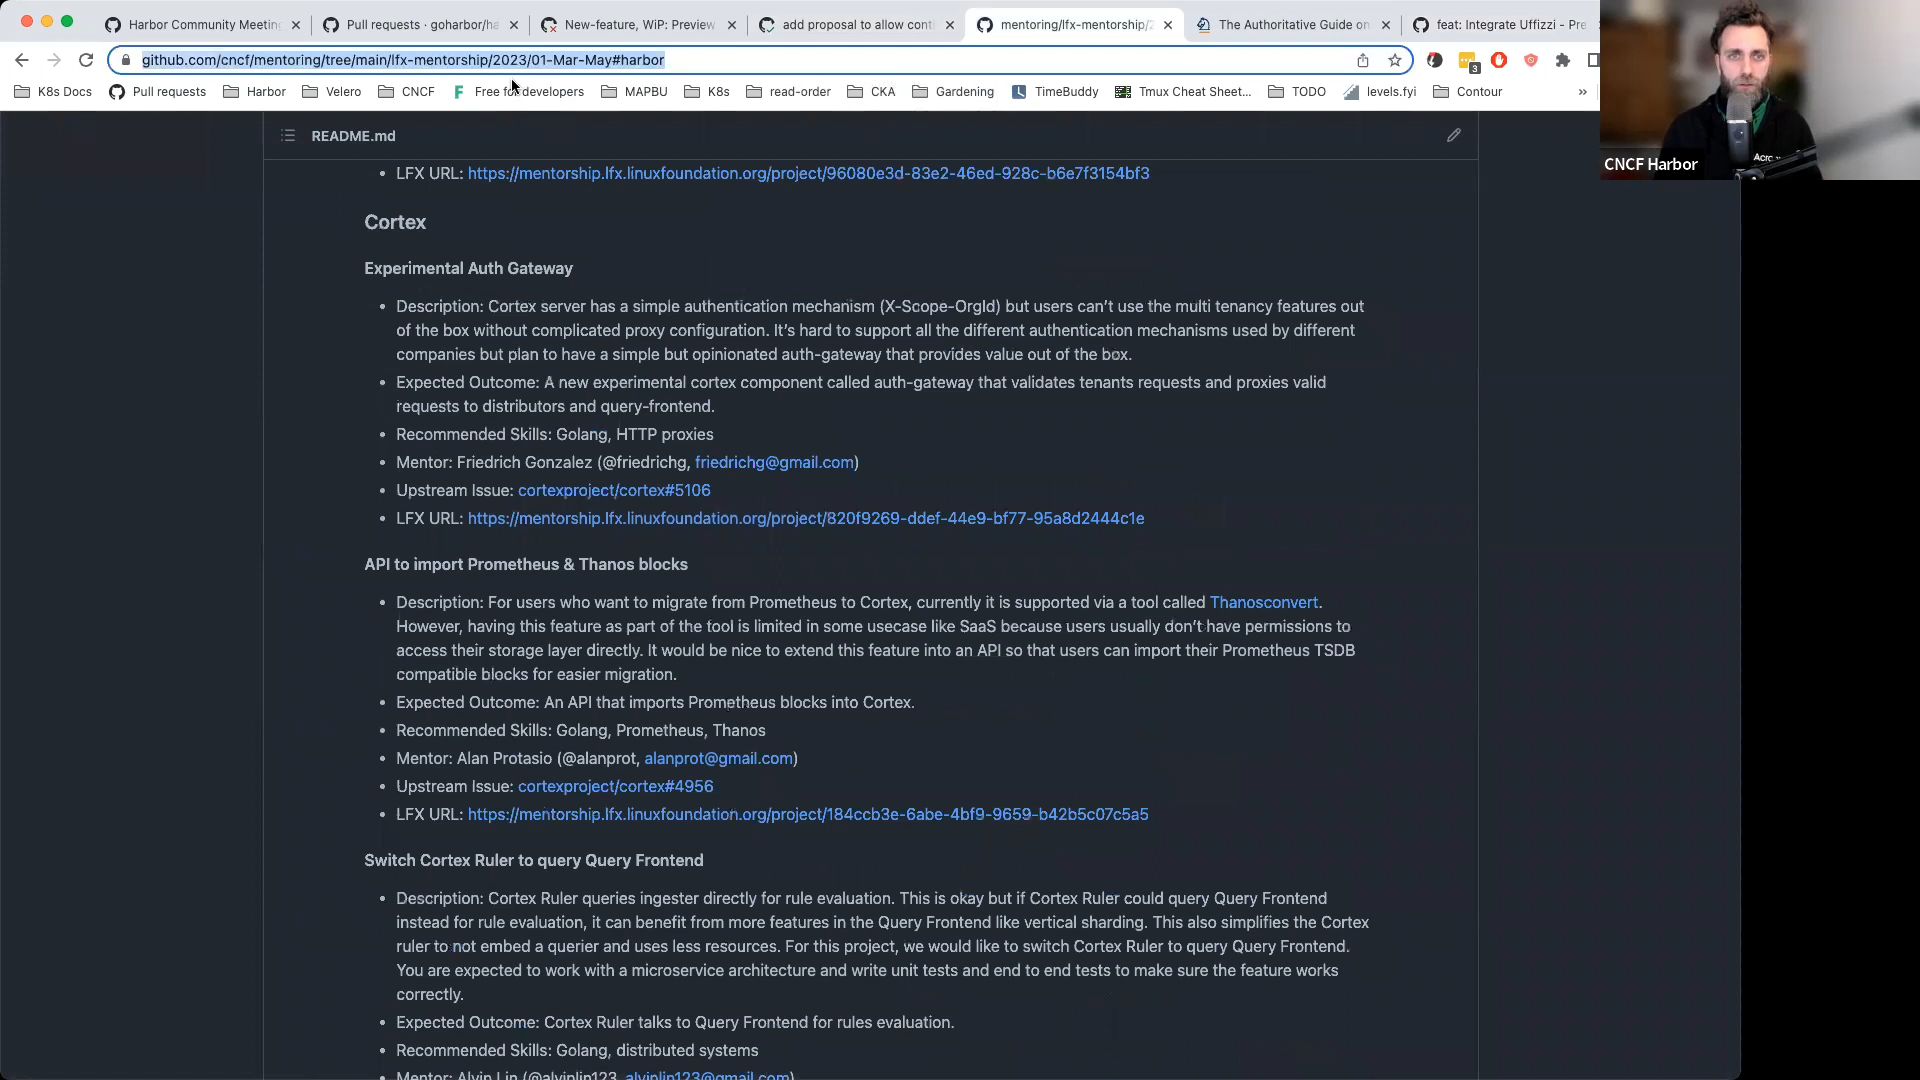 Harbor Community Meeting
Pull requests · goharbor/ha
New-feature, WiP: Preview
add proposal to allow conti
mentoring/lfx-mentorship/2
The Authoritative Guide on
feat: Integrate Uffizzi - Pre
github.com/cncf/mentoring/tree/main/lfx-mentorship/2023/01-Mar-May#harbor
3
K8s Docs
Pull requests
Harbor
Velero
CNCF
Free for developers
MAPBU
K8s
read-order
CKA
Gardening
TimeBuddy
Tmux Cheat Sheet...
TODO
levels.fyi
Contour
»
CNCF Harbor
README.md
• LFX URL: https://mentorship.lfx.linuxfoundation.org/project/96080e3d-83e2-46ed-928c-b6e7f3154bf3
Cortex
Experimental Auth Gateway
• Description: Cortex server has a simple authentication mechanism (X-Scope-OrgId) but users can’t use the multi tenancy features out
of the box without complicated proxy configuration. It’s hard to support all the different authentication mechanisms used by different
companies but plan to have a simple but opinionated auth-gateway that provides value out of the box.
• Expected Outcome: A new experimental cortex component called auth-gateway that validates tenants requests and proxies valid
requests to distributors and query-frontend.
• Recommended Skills: Golang, HTTP proxies
• Mentor: Friedrich Gonzalez (@friedrichg, friedrichg@gmail.com)
• Upstream Issue: cortexproject/cortex#5106
• LFX URL: https://mentorship.lfx.linuxfoundation.org/project/820f9269-ddef-44e9-bf77-95a8d2444c1e
API to import Prometheus & Thanos blocks
• Description: For users who want to migrate from Prometheus to Cortex, currently it is supported via a tool called Thanosconvert.
However, having this feature as part of the tool is limited in some usecase like SaaS because users usually don’t have permissions to
access their storage layer directly. It would be nice to extend this feature into an API so that users can import their Prometheus TSDB
compatible blocks for easier migration.
• Expected Outcome: An API that imports Prometheus blocks into Cortex.
• Recommended Skills: Golang, Prometheus, Thanos
• Mentor: Alan Protasio (@alanprot, alanprot@gmail.com)
• Upstream Issue: cortexproject/cortex#4956
• LFX URL: https://mentorship.lfx.linuxfoundation.org/project/184ccb3e-6abe-4bf9-9659-b42b5c07c5a5
Switch Cortex Ruler to query Query Frontend
• Description: Cortex Ruler queries ingester directly for rule evaluation. This is okay but if Cortex Ruler could query Query Frontend
instead for rule evaluation, it can benefit from more features in the Query Frontend like vertical sharding. This also simplifies the Cortex
ruler to not embed a querier and uses less resources. For this project, we would like to switch Cortex Ruler to query Query Frontend.
You are expected to work with a microservice architecture and write unit tests and end to end tests to make sure the feature works
correctly.
• Expected Outcome: Cortex Ruler talks to Query Frontend for rules evaluation.
• Recommended Skills: Golang, distributed systems
• Mentor: Alvin Lin (@alvinlin123, alvinlin123@gmail.com)